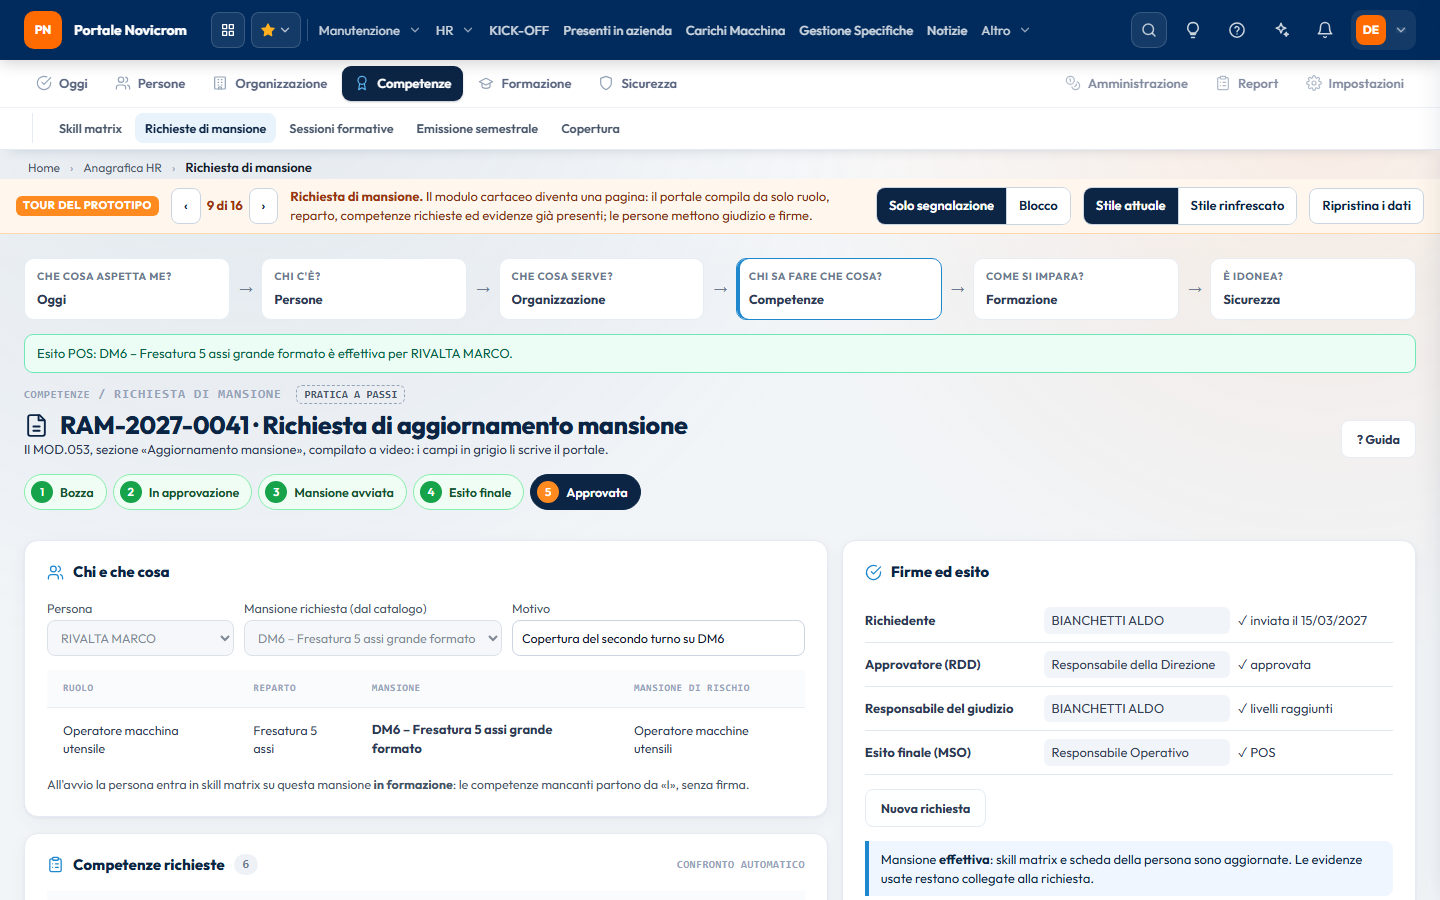 PN
Portale Novicrom
Manutenzione
HR
KICK-OFF
Presenti in azienda
Carichi Macchina
Gestione Specifiche
Notizie
Altro
DE
Oggi
Persone
Organizzazione
Competenze
Formazione
Sicurezza
Amministrazione
Report
Impostazioni
Skill matrix
Richieste di mansione
Sessioni formative
Emissione semestrale
Copertura
Home › Anagrafica HR › Richiesta di mansione
TOUR DEL PROTOTIPO
‹ 9 di 16 ›
Richiesta di mansione. Il modulo cartaceo diventa una pagina: il portale compila da solo ruolo,
reparto, competenze richieste ed evidenze già presenti; le persone mettono giudizio e firme.
Solo segnalazione
Blocco
Stile attuale
Stile rinfrescato
Ripristina i dati
CHE COSA ASPETTA ME?
Oggi
→
CHI C'È?
Persone
→
CHE COSA SERVE?
Organizzazione
→
CHI SA FARE CHE COSA?
Competenze
→
COME SI IMPARA?
Formazione
→
È IDONEA?
Sicurezza
Esito POS: DM6 – Fresatura 5 assi grande formato è effettiva per RIVALTA MARCO.
COMPETENZE / RICHIESTA DI MANSIONE
PRATICA A PASSI
RAM-2027-0041 · Richiesta di aggiornamento mansione
Il MOD.053, sezione «Aggiornamento mansione», compilato a video: i campi in grigio li scrive il portale.
? Guida
1 Bozza
2 In approvazione
3 Mansione avviata
4 Esito finale
5 Approvata
Chi e che cosa
Persona
RIVALTA MARCO
Mansione richiesta (dal catalogo)
DM6 – Fresatura 5 assi grande formato
Motivo
Copertura del secondo turno su DM6
RUOLO
REPARTO
MANSIONE
MANSIONE DI RISCHIO
Operatore macchina
utensile
Fresatura 5
assi
DM6 – Fresatura 5 assi grande
formato
Operatore macchine
utensili
All'avvio la persona entra in skill matrix su questa mansione in formazione: le competenze mancanti partono da «I», senza firma.
Competenze richieste 6
CONFRONTO AUTOMATICO
Firme ed esito
Richiedente
BIANCHETTI ALDO
✓ inviata il 15/03/2027
Approvatore (RDD)
Responsabile della Direzione
✓ approvata
Responsabile del giudizio
BIANCHETTI ALDO
✓ livelli raggiunti
Esito finale (MSO)
Responsabile Operativo
✓ POS
Nuova richiesta
Mansione effettiva: skill matrix e scheda della persona sono aggiornate. Le evidenze
usate restano collegate alla richiesta.